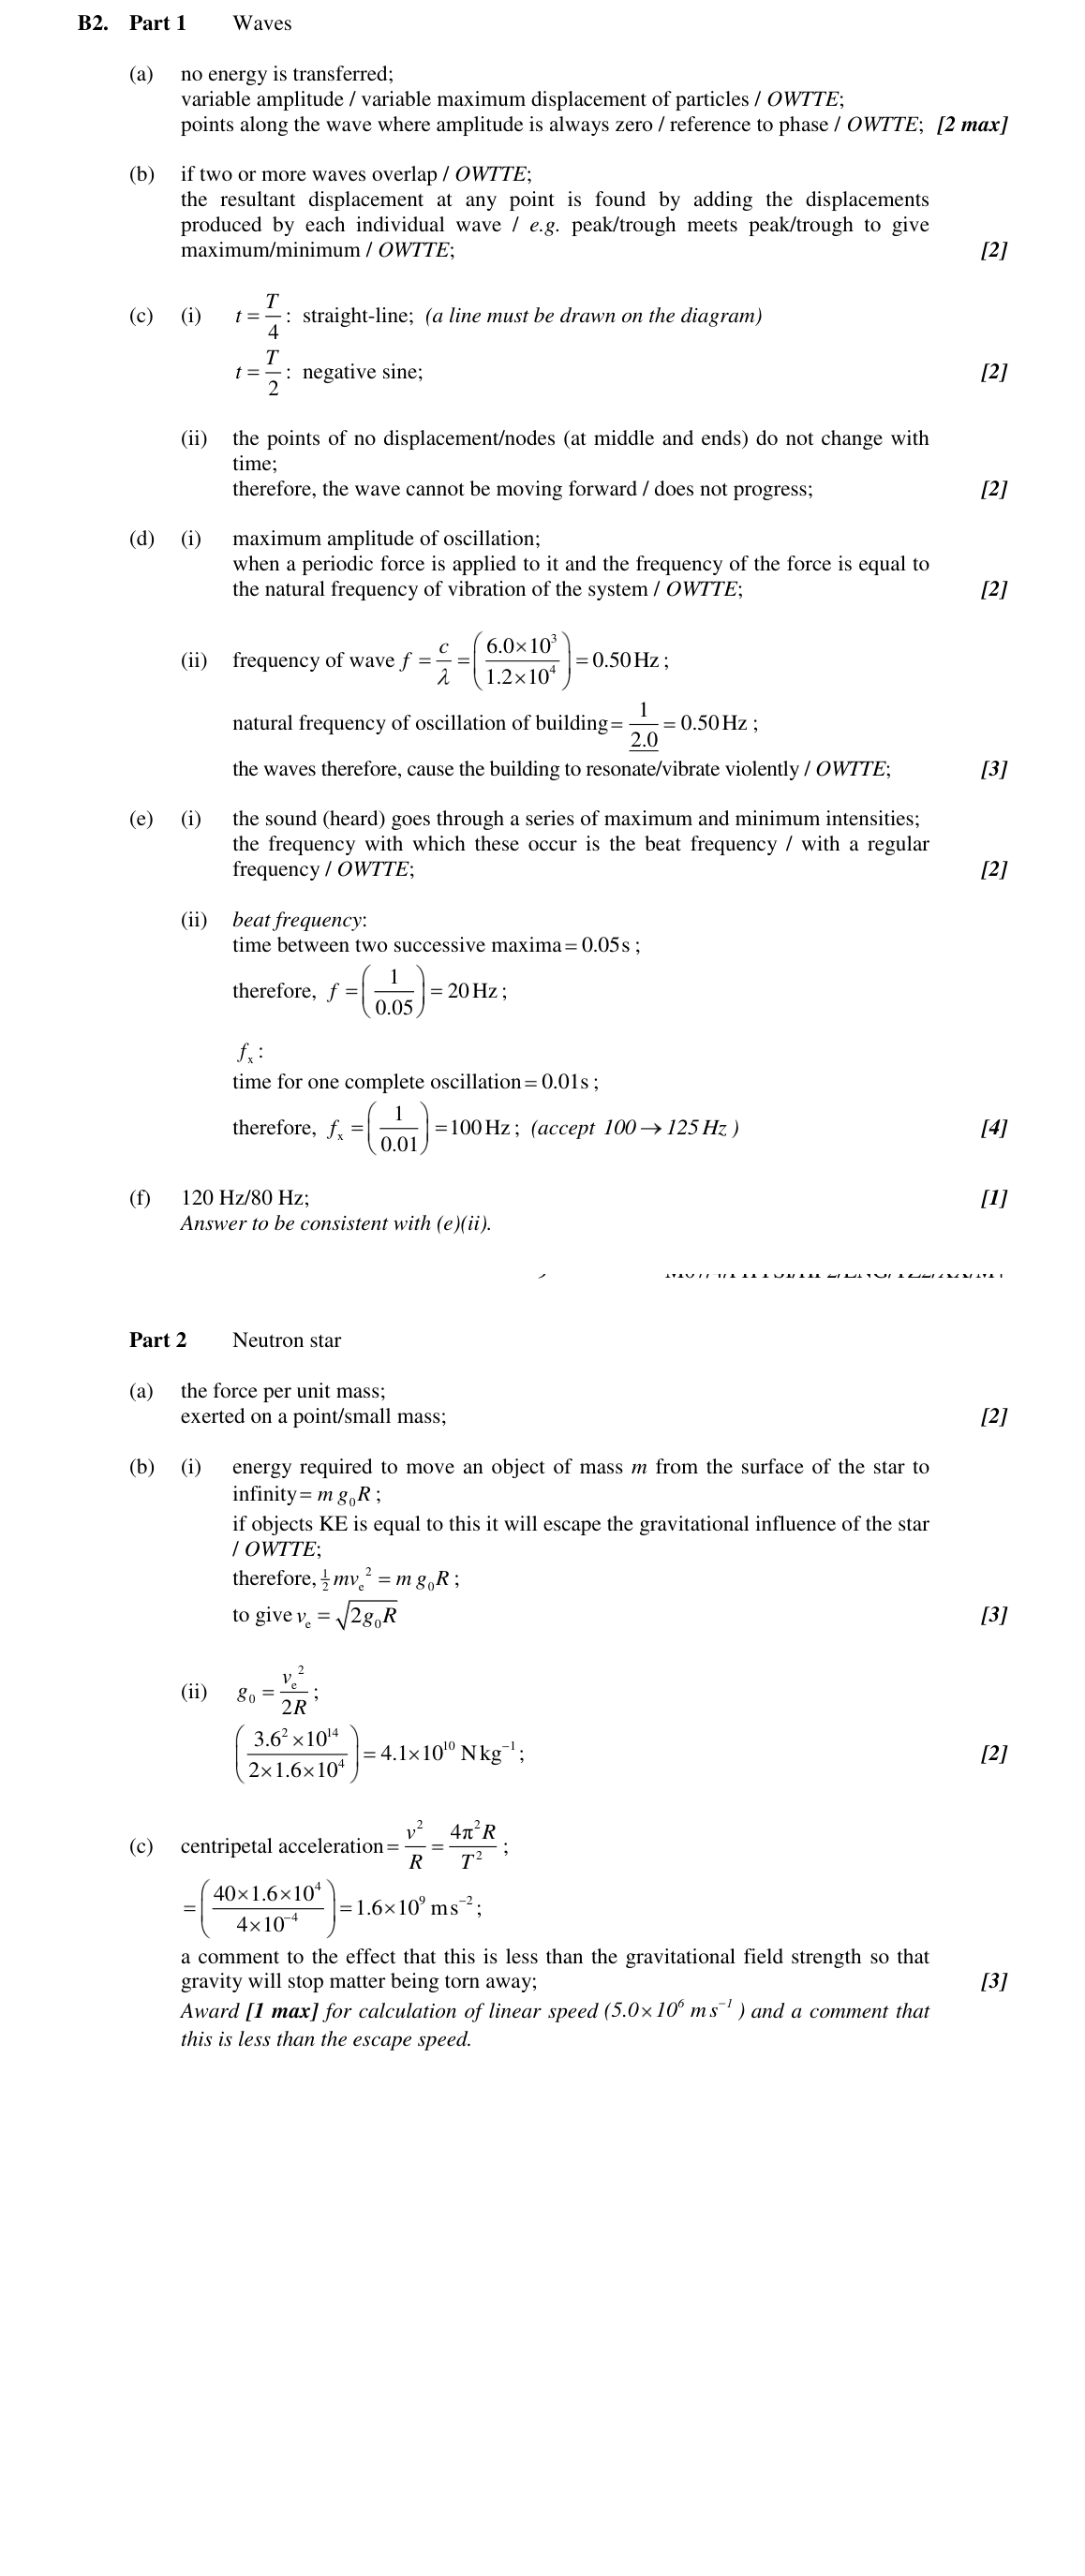 B2. Part 1 Waves
(a) no energy is transferred;
variable amplitude / variable maximum displacement of particles / OWTTE;
points along the wave where amplitude is always zero / reference to phase / OWTTE; [2 max]
(b) if two or more waves overlap / OWTTE;
the resultant displacement at any point is found by adding the displacements
produced by each individual wave / e.g. peak/trough meets peak/trough to give
maximum/minimum / OWTTE; [2]
(c) (i) t = T/4 : straight-line; (a line must be drawn on the diagram)
t = T/2 : negative sine; [2]
(ii) the points of no displacement/nodes (at middle and ends) do not change with
time;
therefore, the wave cannot be moving forward / does not progress; [2]
(d) (i) maximum amplitude of oscillation;
when a periodic force is applied to it and the frequency of the force is equal to
the natural frequency of vibration of the system / OWTTE; [2]
(ii) frequency of wave f = c/λ = (6.0×10³/1.2×10⁴) = 0.50 Hz ;
natural frequency of oscillation of building = 1/2.0 = 0.50 Hz ;
the waves therefore, cause the building to resonate/vibrate violently / OWTTE; [3]
(e) (i) the sound (heard) goes through a series of maximum and minimum intensities;
the frequency with which these occur is the beat frequency / with a regular
frequency / OWTTE; [2]
(ii) beat frequency:
time between two successive maxima = 0.05s ;
therefore, f = (1/0.05) = 20 Hz ;
fₓ :
time for one complete oscillation = 0.01s ;
therefore, fₓ = (1/0.01) = 100 Hz ; (accept 100 → 125 Hz ) [4]
(f) 120 Hz/80 Hz; [1]
Answer to be consistent with (e)(ii).
Part 2 Neutron star
(a) the force per unit mass;
exerted on a point/small mass; [2]
(b) (i) energy required to move an object of mass m from the surface of the star to
infinity = m g₀R ;
if objects KE is equal to this it will escape the gravitational influence of the star
/ OWTTE;
therefore, ½mvₑ² = m g₀R ;
to give vₑ = √(2g₀R) [3]
(ii) g₀ = vₑ²/2R ;
(3.6²×10¹⁴/2×1.6×10⁴) = 4.1×10¹⁰ N kg⁻¹ ; [2]
(c) centripetal acceleration = v²/R = 4π²R/T² ;
= (40×1.6×10⁴/4×10⁻⁴) = 1.6×10⁹ m s⁻² ;
a comment to the effect that this is less than the gravitational field strength so that
gravity will stop matter being torn away; [3]
Award [1 max] for calculation of linear speed (5.0×10⁶ m s⁻¹ ) and a comment that
this is less than the escape speed.